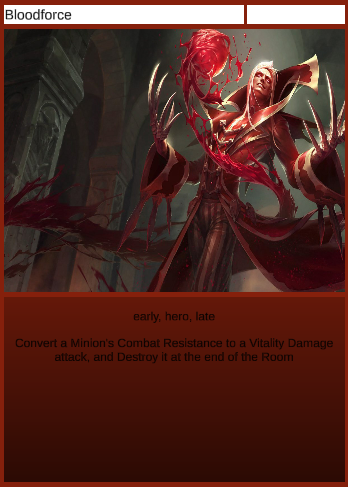 Bloodforce
early, hero, late
Convert a Minion's Combat Resistance to a Vitality Damage
attack, and Destroy it at the end of the Room